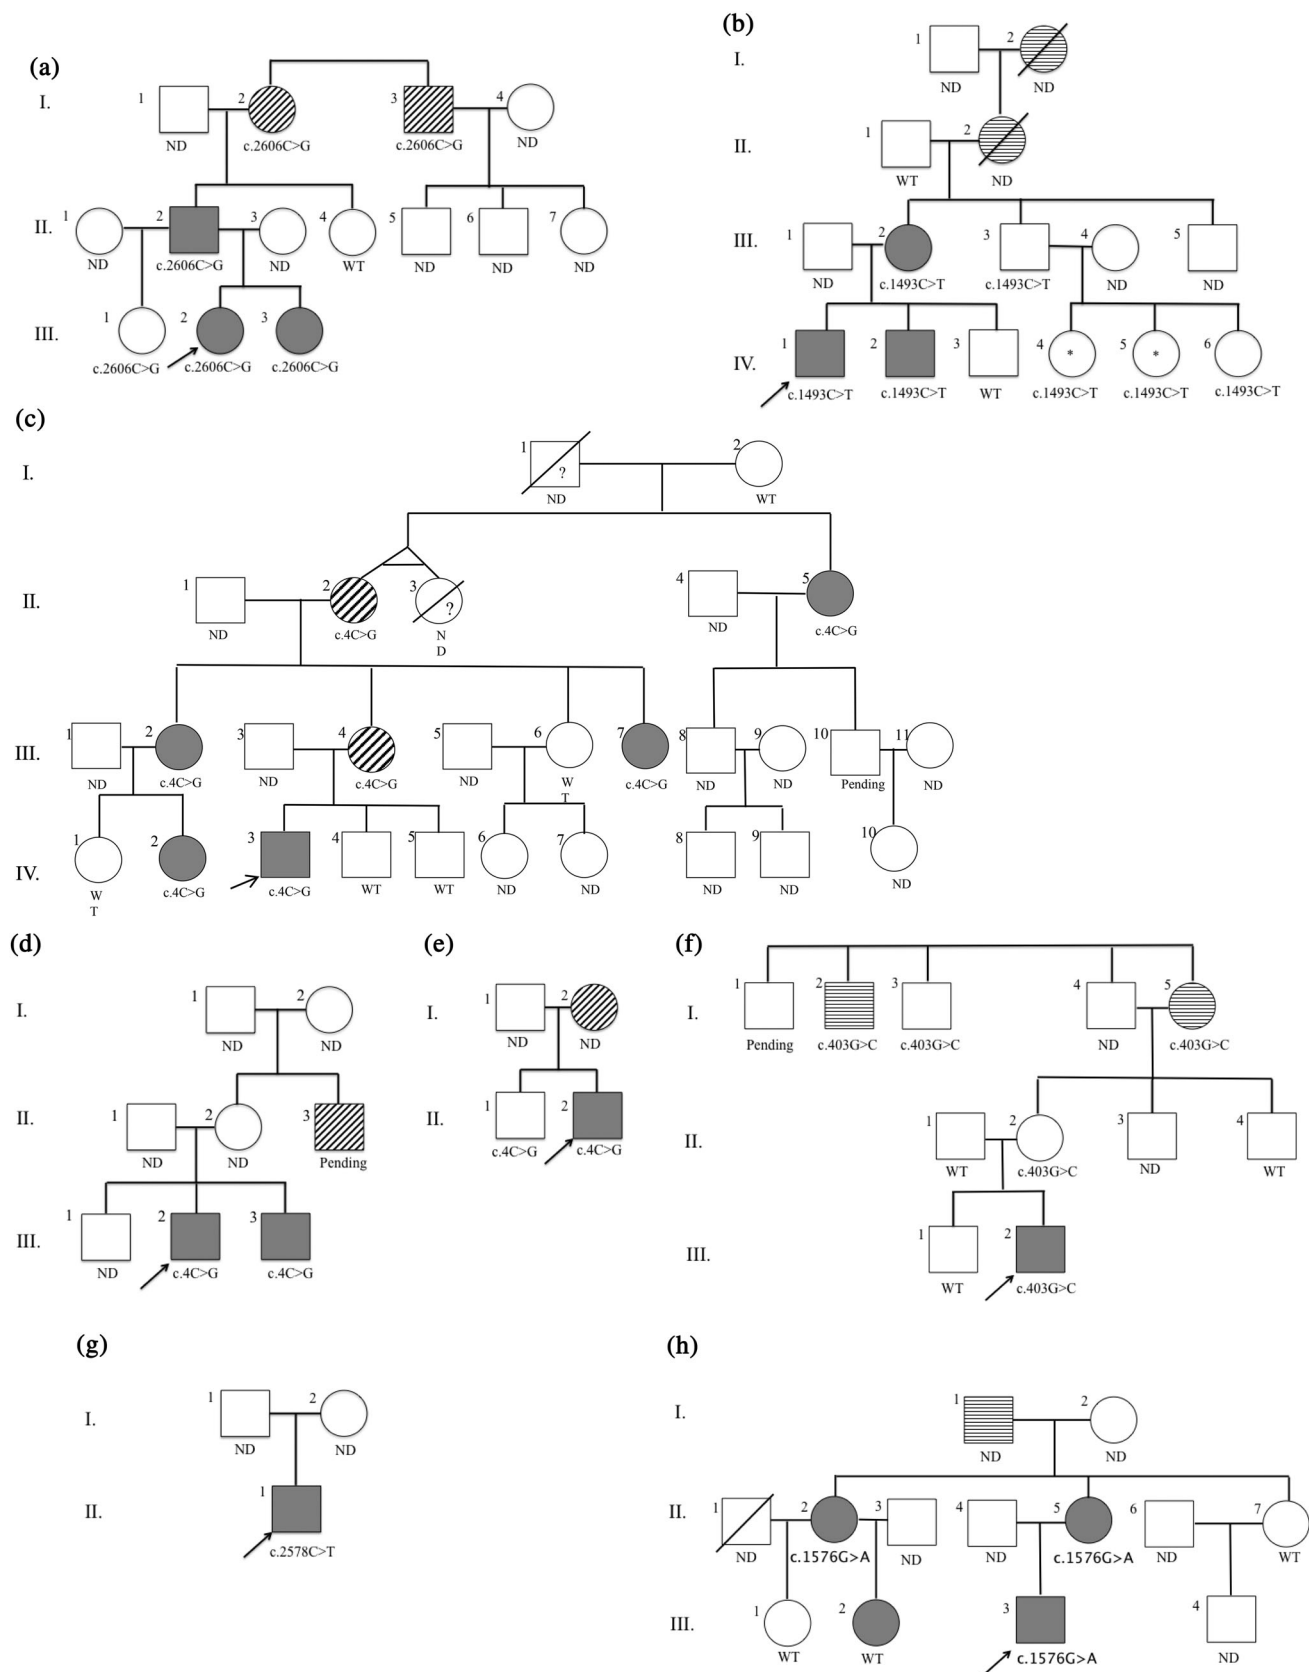 (a)
I.
1 2 3 4
ND c.2606C>G c.2606C>G ND
II.
1 2 3 4 5 6 7
ND c.2606C>G ND WT ND ND ND
III.
1 2 3
c.2606C>G c.2606C>G c.2606C>G
(b)
I.
1 2
ND ND
II.
1 2
WT ND
III.
1 2 3 4 5
ND c.1493C>T c.1493C>T ND ND
IV.
1 2 3 4 * 5 * 6
c.1493C>T c.1493C>T WT c.1493C>T c.1493C>T c.1493C>T
(c)
I.
1 ? 2
ND WT
II.
1 2 3 ? 4 5
ND c.4C>G N ND c.4C>G
D
III.
1 2 3 4 5 6 7 8 9 10 11
ND c.4C>G ND c.4C>G ND W c.4C>G ND ND Pending ND
T
IV.
1 2 3 4 5 6 7 8 9 10
W c.4C>G c.4C>G WT WT ND ND ND ND ND
T
(d)
I.
1 2
ND ND
II.
1 2 3
ND ND Pending
III.
1 2 3
ND c.4C>G c.4C>G
(e)
I.
1 2
ND ND
II.
1 2
c.4C>G c.4C>G
(f)
I.
1 2 3 4 5
Pending c.403G>C c.403G>C ND c.403G>C
II.
1 2 3 4
WT c.403G>C ND WT
III.
1 2
WT c.403G>C
(g)
I.
1 2
ND ND
II.
1
c.2578C>T
(h)
I.
1 2
ND ND
II.
1 2 3 4 5 6 7
ND c.1576G>A ND ND c.1576G>A ND WT
III.
1 2 3 4
WT WT c.1576G>A ND